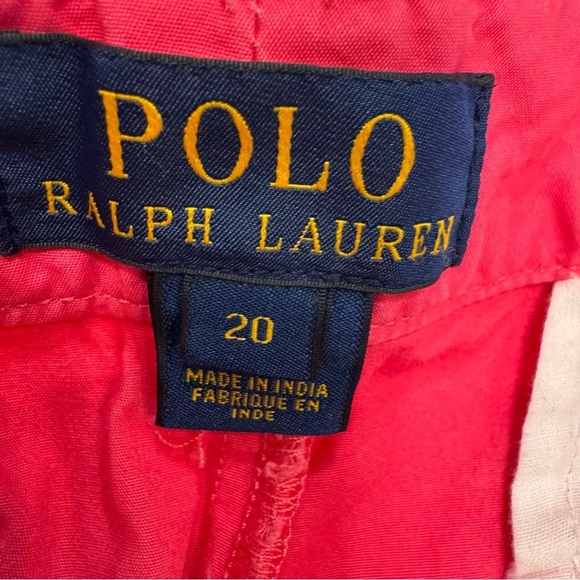 POLO
RALPH LAUREN
20
MADE IN INDIA
FABRIQUE EN
INDE